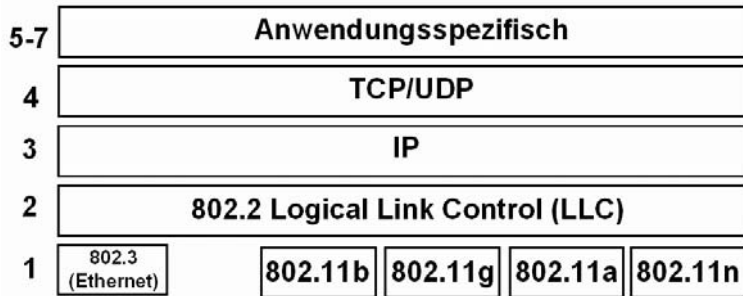 5-7 Anwendungsspezifisch
4 TCP/UDP
3 IP
2 802.2 Logical Link Control (LLC)
1 802.3 (Ethernet) 802.11b 802.11g 802.11a 802.11n